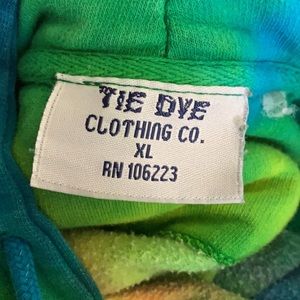 TIE DYE
CLOTHING CO.
XL
RN 106223